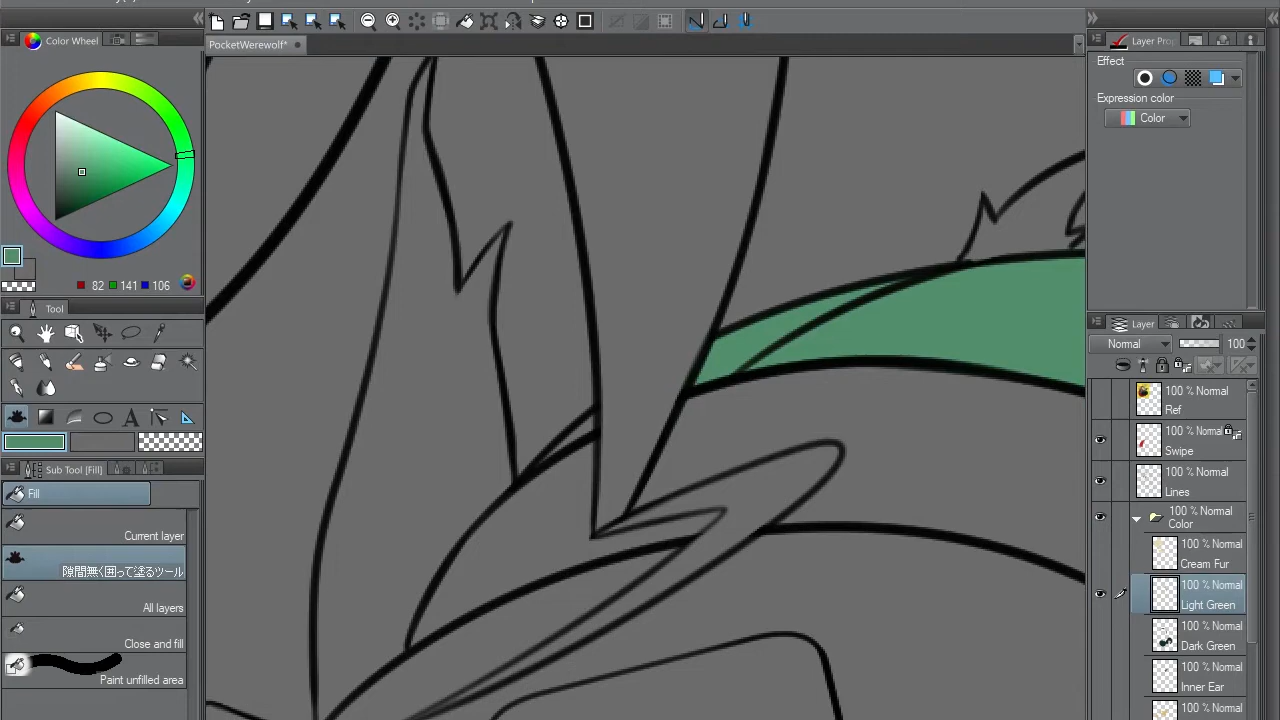 PocketWerewolf*
Color Wheel
82 141 106
Tool
Sub Tool [Fill]
Fill
Current layer
隙間無く囲って塗るツール
All layers
Close and fill
Paint unfilled area
Layer Prop
Effect
Expression color
Color
Layer
Normal 100
100 % Normal
Ref
100 % Normal
Swipe
100 % Normal
Lines
100 % Normal
Color
100 % Normal
Cream Fur
100 % Normal
Light Green
100 % Normal
Dark Green
100 % Normal
Inner Ear
100 % Normal